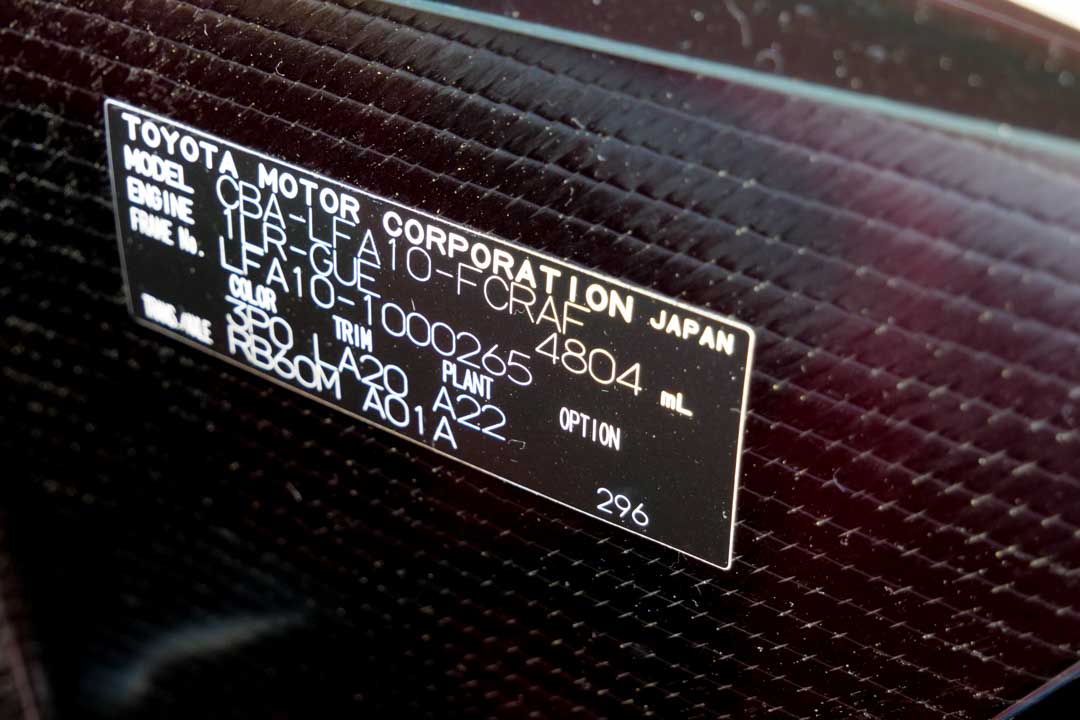 TOYOTA MOTOR CORPORATION JAPAN
MODEL CBA-LFA10-FCRAF
ENGINE 1LR-GUE 4804 mL
FRAME No. LFA10-1000265
COLOR TRIM PLANT OPTION
3P0 LA20 A22
TRANS/AXLE RB60M A01A
296